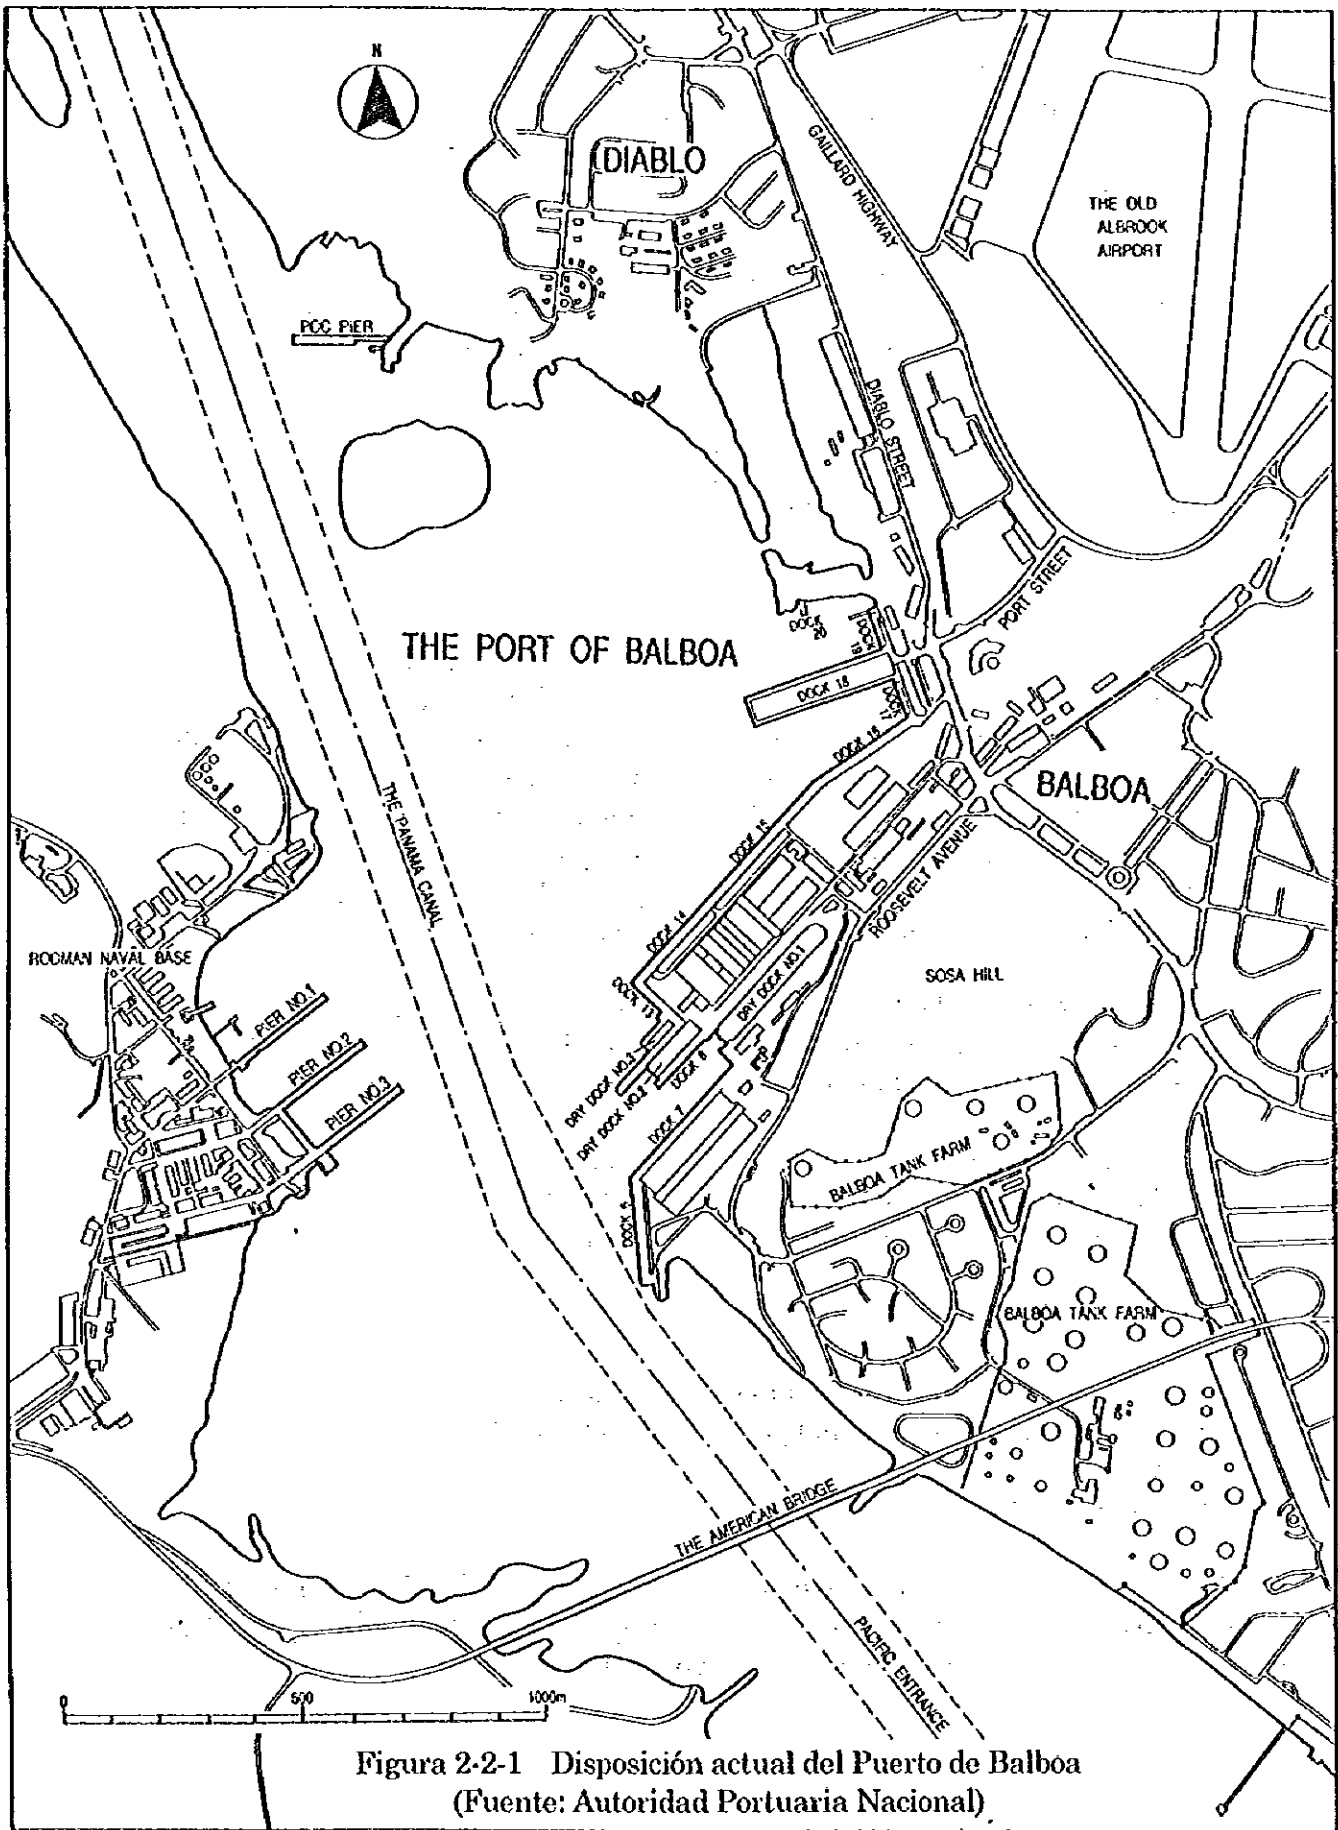 N
DIABLO
GAILLARD HIGHWAY
THE OLD
ALBROOK
AIRPORT
PCC PIER
DIABLO STREET
PORT STREET
DOCK
20
DOCK
19
THE PORT OF BALBOA
DOCK 18
DOCK
17
DOCK 15
BALBOA
THE PANAMA CANAL
ROOSEVELT AVENUE
DOCK 14
RODMAN NAVAL BASE
SOSA HILL
DOCK 13
DRY DOCK NO.1
PIER NO.1
PIER NO.2
PIER NO.3
DRY DOCK NO.3
DRY DOCK NO.2
DOCK 8
DOCK 7
BALBOA TANK FARM
DOCK 6
BALBOA TANK FARM
THE AMERICAN BRIDGE
PACIFIC ENTRANCE
0 500 1000m
Figura 2-2-1 Disposición actual del Puerto de Balboa
(Fuente: Autoridad Portuaria Nacional)